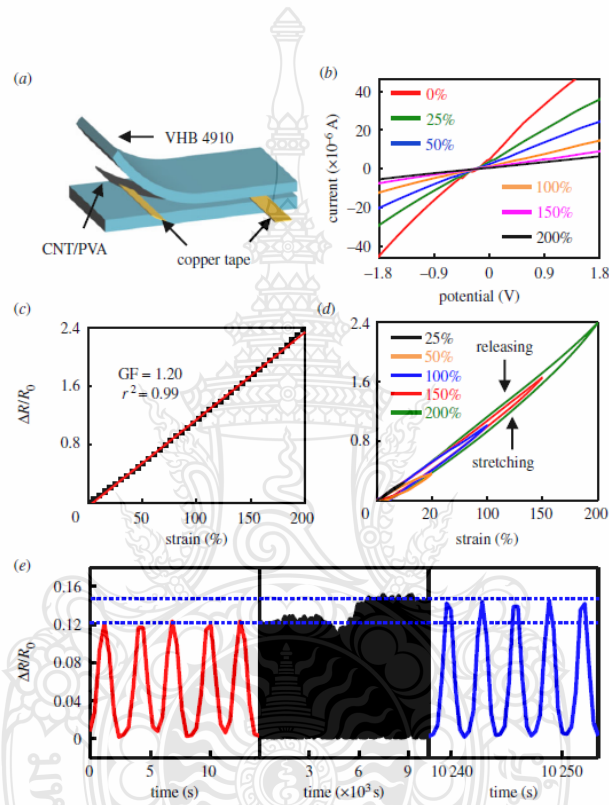 (a)
VHB 4910
CNT/PVA
copper tape
(b)
current (×10⁻⁶ A)
40
20
0
−20
−40
0%
25%
50%
100%
150%
200%
−1.8
−0.9
0
0.9
1.8
potential (V)
(c)
ΔR/R₀
2.4
1.6
0.8
GF = 1.20
r² = 0.99
0
50
100
150
200
strain (%)
(d)
2.4
1.6
0.8
25%
50%
100%
150%
200%
releasing
stretching
0
20
100
150
200
strain (%)
(e)
ΔR/R₀
0.16
0.12
0.08
0.04
0
0
5
10
time (s)
3
6
9
time (×10³ s)
10 240
10 250
time (s)